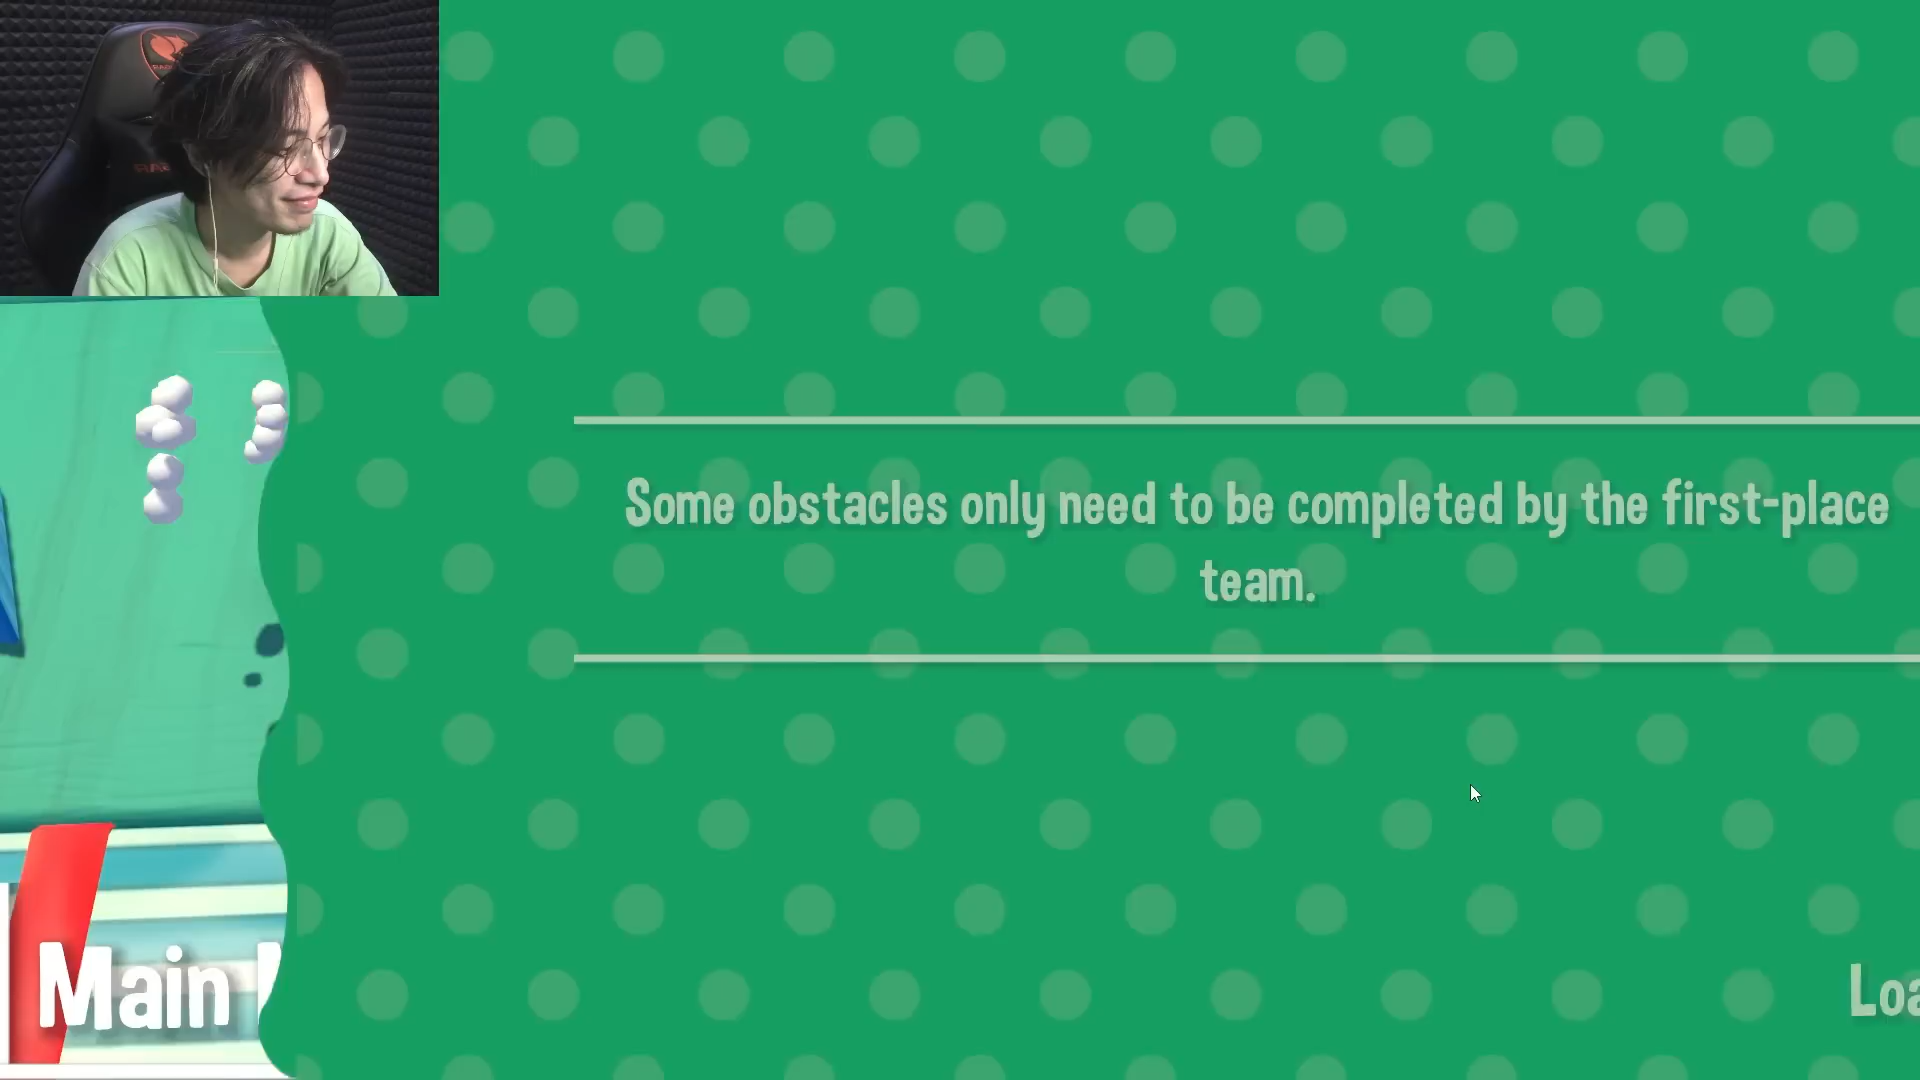 Some obstacles only need to be completed by the first-place
team.
Main